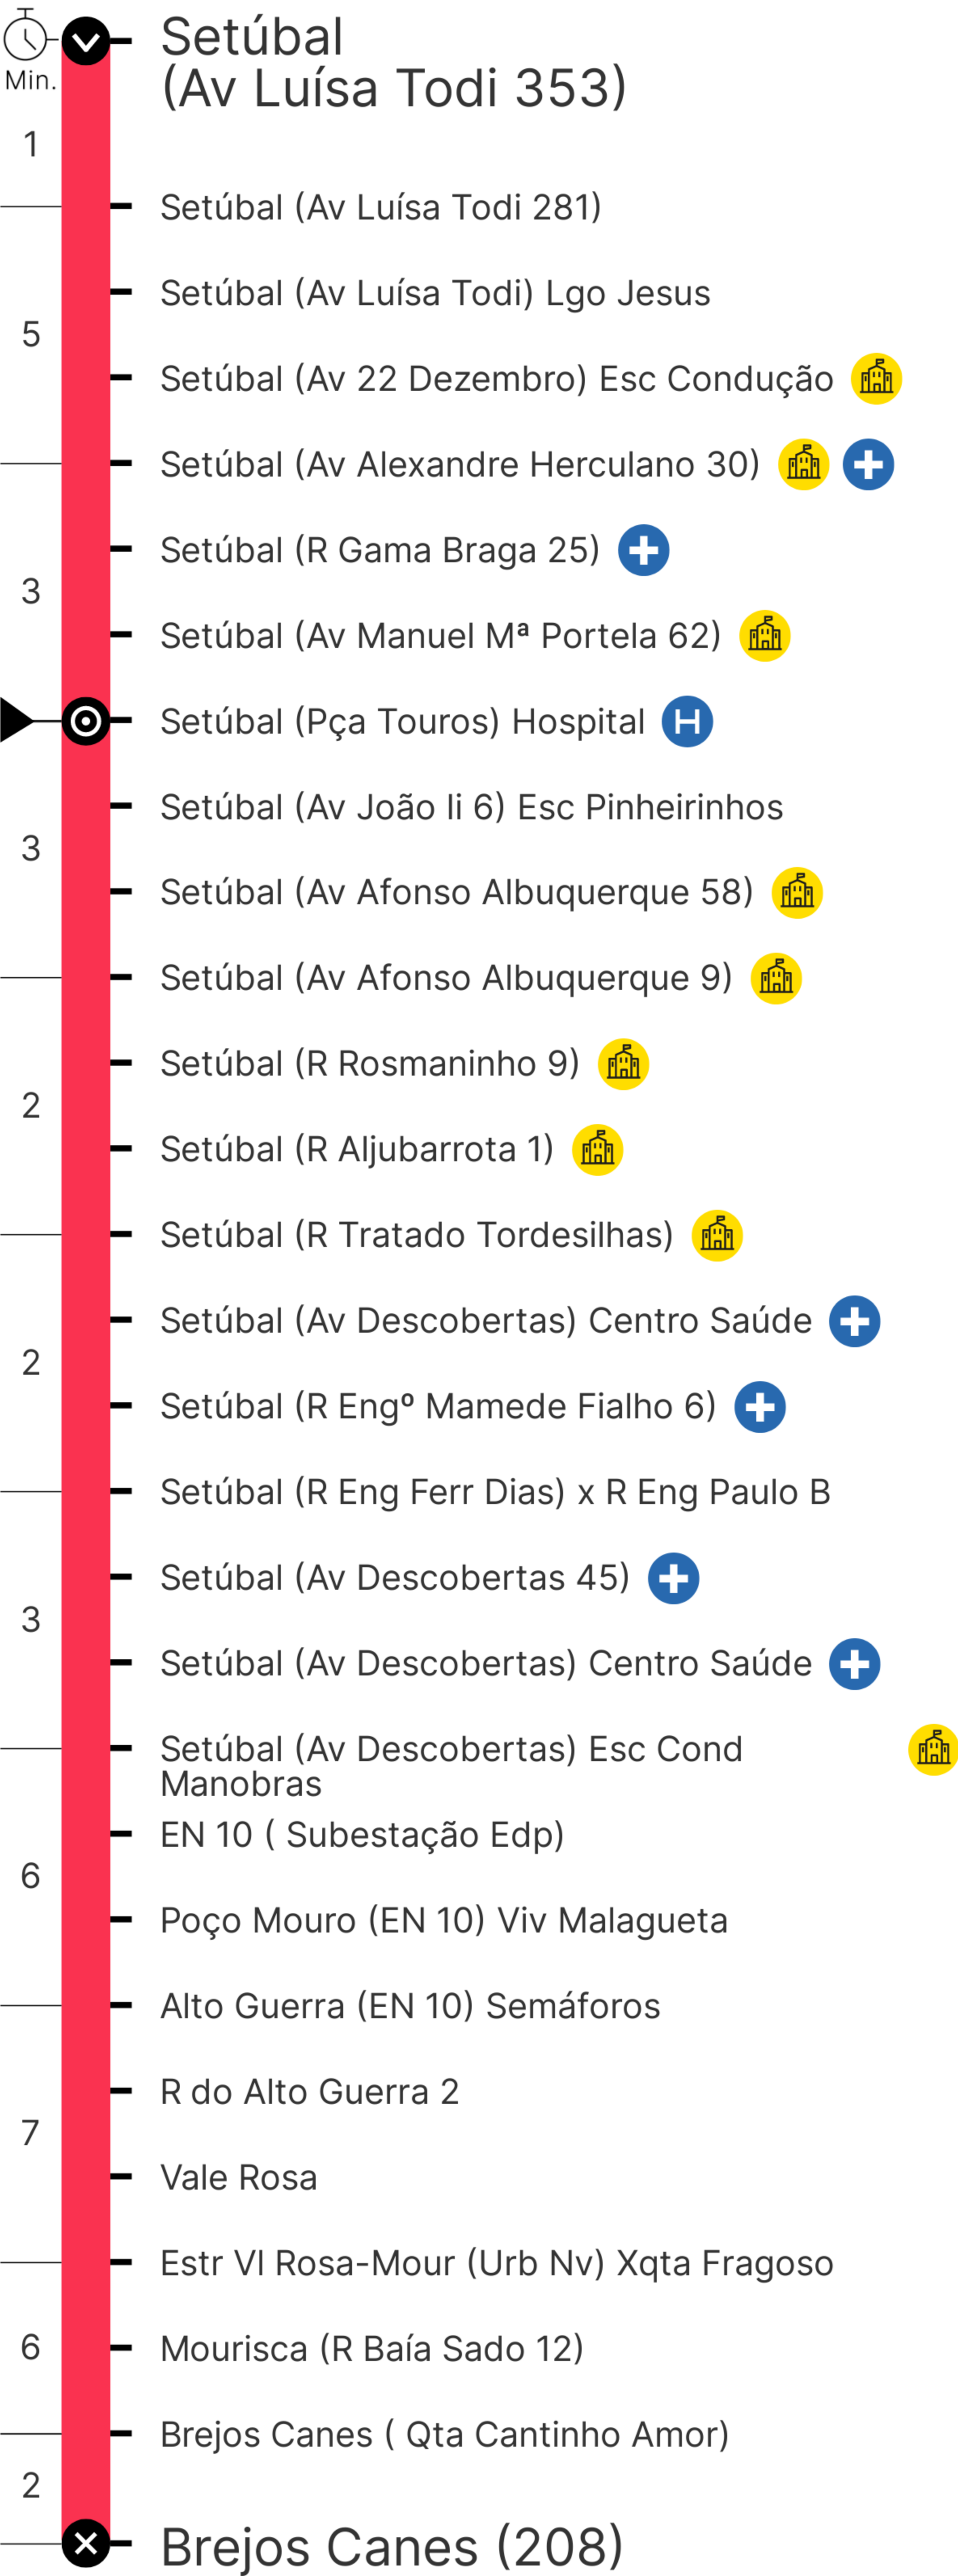 Setúbal
(Av Luísa Todi 353)
Min.
1
Setúbal (Av Luísa Todi 281)
Setúbal (Av Luísa Todi) Lgo Jesus
5
Setúbal (Av 22 Dezembro) Esc Condução
Setúbal (Av Alexandre Herculano 30)
Setúbal (R Gama Braga 25)
3
Setúbal (Av Manuel Mª Portela 62)
Setúbal (Pça Touros) Hospital H
Setúbal (Av João Ii 6) Esc Pinheirinhos
3
Setúbal (Av Afonso Albuquerque 58)
Setúbal (Av Afonso Albuquerque 9)
Setúbal (R Rosmaninho 9)
2
Setúbal (R Aljubarrota 1)
Setúbal (R Tratado Tordesilhas)
Setúbal (Av Descobertas) Centro Saúde
2
Setúbal (R Engº Mamede Fialho 6)
Setúbal (R Eng Ferr Dias) x R Eng Paulo B
Setúbal (Av Descobertas 45)
3
Setúbal (Av Descobertas) Centro Saúde
Setúbal (Av Descobertas) Esc Cond
Manobras
EN 10 ( Subestação Edp)
6
Poço Mouro (EN 10) Viv Malagueta
Alto Guerra (EN 10) Semáforos
R do Alto Guerra 2
7
Vale Rosa
Estr Vl Rosa-Mour (Urb Nv) Xqta Fragoso
6
Mourisca (R Baía Sado 12)
Brejos Canes ( Qta Cantinho Amor)
2
Brejos Canes (208)